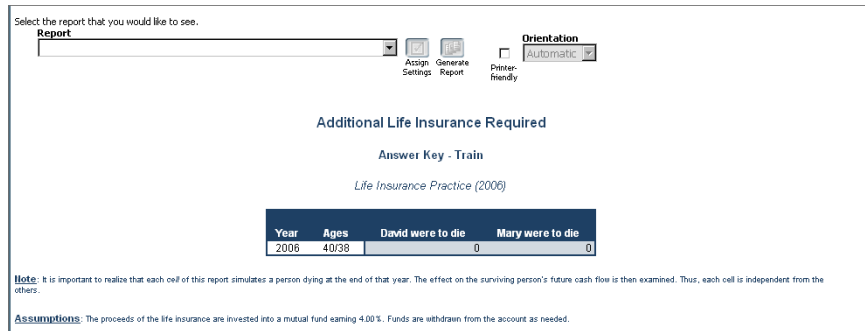 Select the report that you would like to see.
Report
Orientation
Automatic
Assign Settings
Generate Report
Printer-friendly
Additional Life Insurance Required
Answer Key - Train
Life Insurance Practice (2006)
Year Ages David were to die Mary were to die
2006 40/38 0 0
Note: It is important to realize that each cell of this report simulates a person dying at the end of that year. The effect on the surviving person's future cash flow is then examined. Thus, each cell is independent from the
others.
Assumptions: The proceeds of the life insurance are invested into a mutual fund earning 4.00%. Funds are withdrawn from the account as needed.